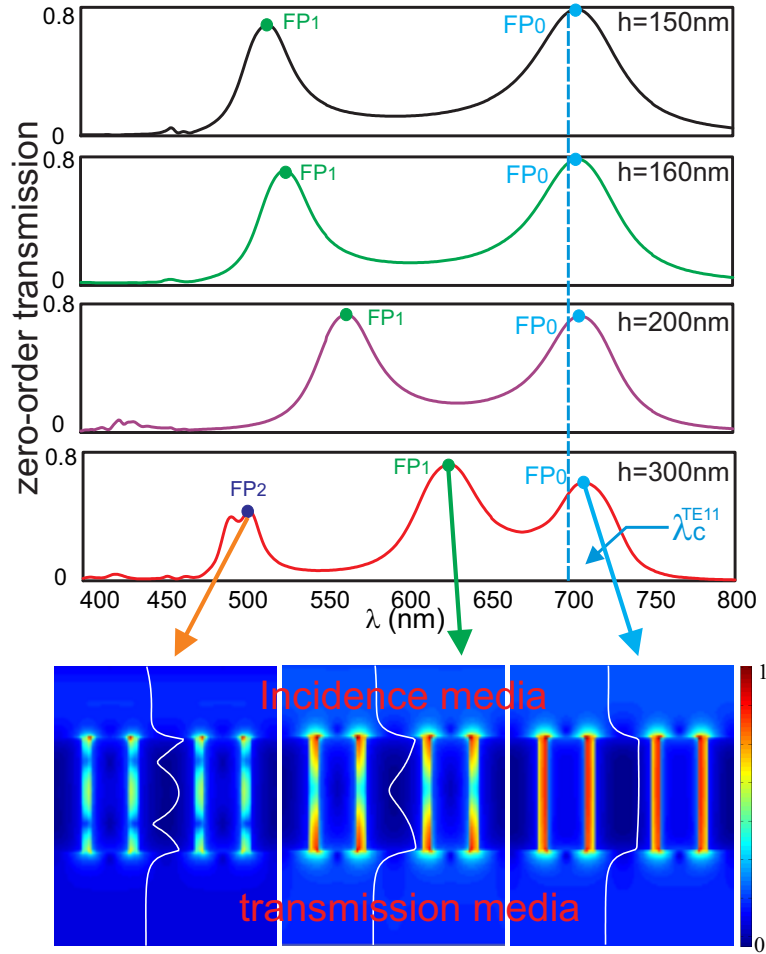 zero-order transmission
0.8
FP1
FP0
h=150nm
0
0.8
FP1
FP0
h=160nm
0
0.8
FP1
FP0
h=200nm
0
0.8
FP2
FP1
FP0
h=300nm
λc^TE11
0
400 450 500 550 600 650 700 750 800
λ (nm)
Incidence media
transmission media
1
0